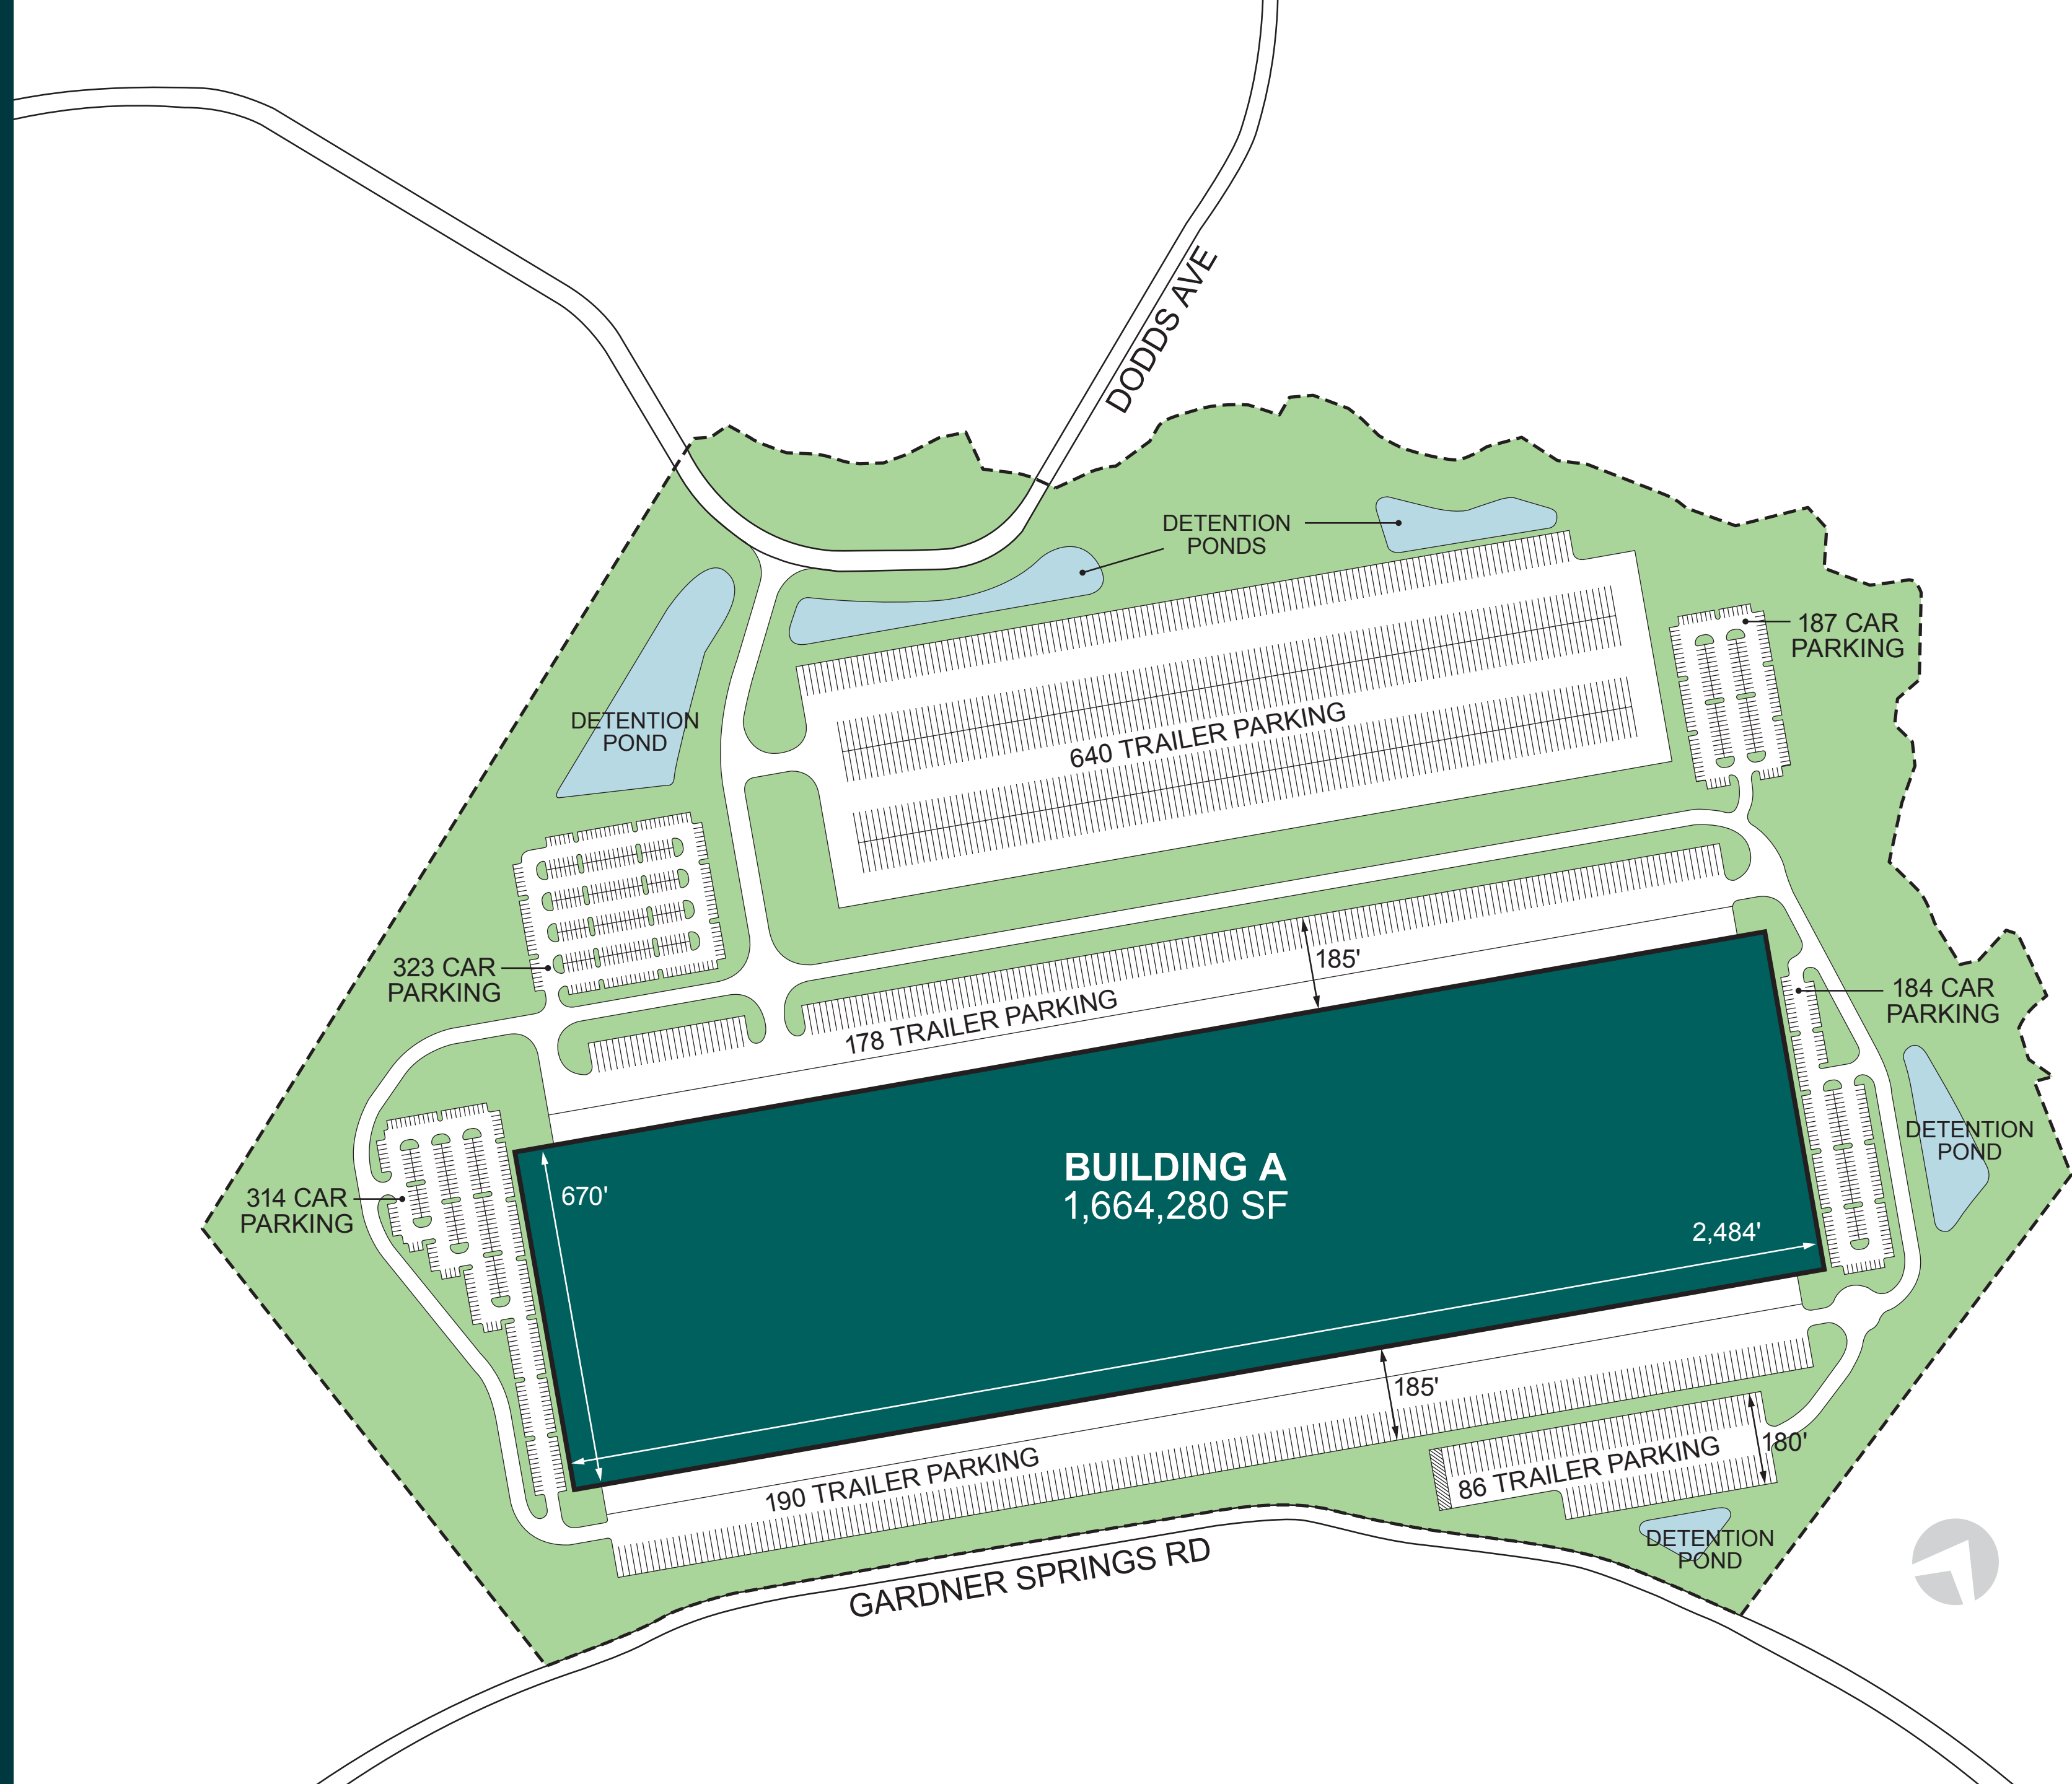 DODDS AVE
DETENTION
PONDS
187 CAR
PARKING
DETENTION
POND
640 TRAILER PARKING
323 CAR
PARKING
185'
184 CAR
PARKING
178 TRAILER PARKING
DETENTION
POND
BUILDING A
1,664,280 SF
670'
314 CAR
PARKING
2,484'
185'
190 TRAILER PARKING
180'
86 TRAILER PARKING
DETENTION
POND
GARDNER SPRINGS RD